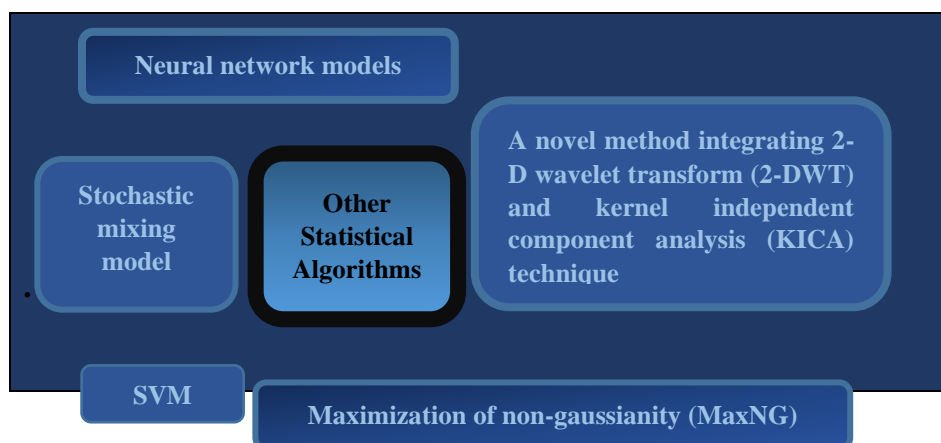 Neural network models
Stochastic
mixing
model
Other
Statistical
Algorithms
A novel method integrating 2-
D wavelet transform (2-DWT)
and kernel independent
component analysis (KICA)
technique
SVM
Maximization of non-gaussianity (MaxNG)